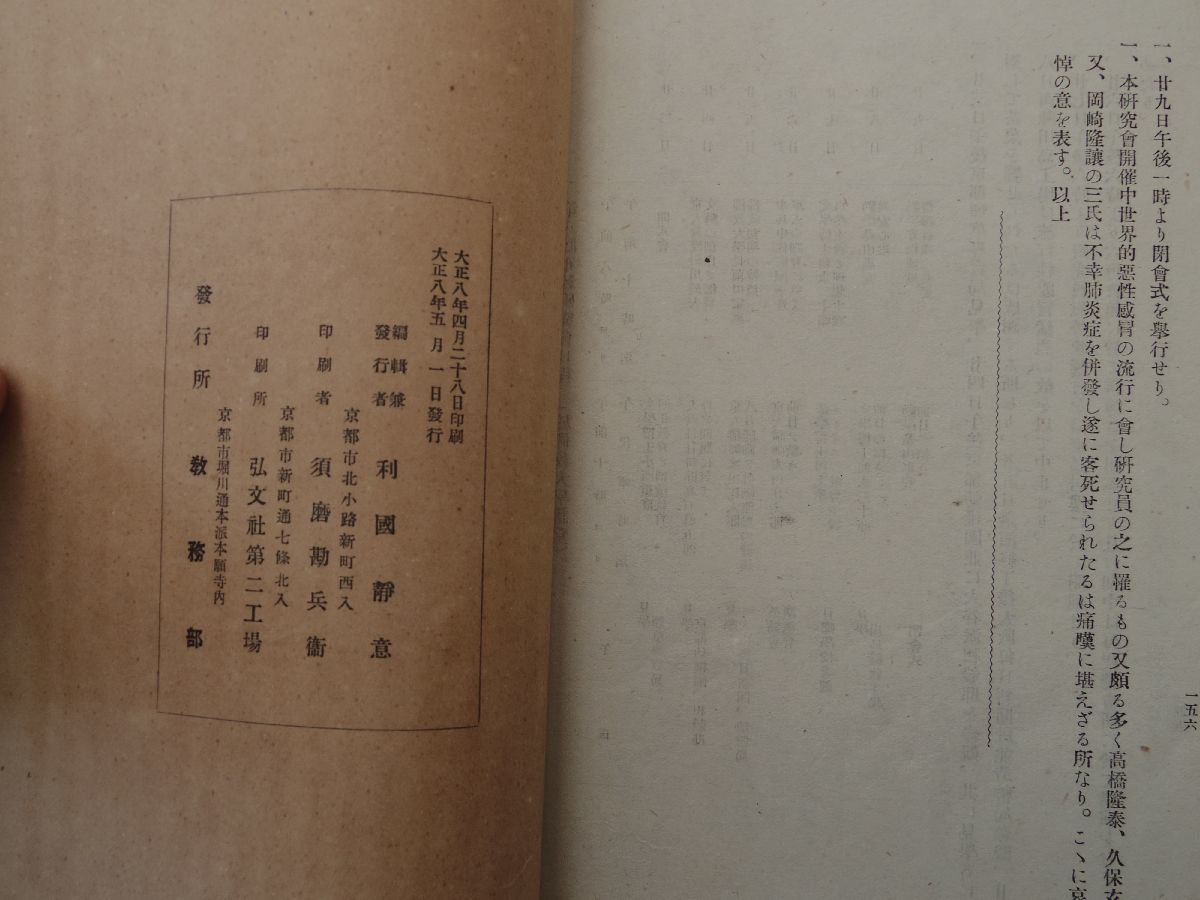 一、廿九日午後一時より閉會式を擧行せり。
一、本硏究會開催中世界的惡性感冒の流行に會し硏究員の之に罹るもの又頗る多く高橋隆泰、久保玄
又、岡崎隆讓の三氏は不幸肺炎症を併發し遂に客死せられたるは痛嘆に堪えざる所なり。こゝに哀
悼の意を表す。以上
一五六
大正八年四月二十八日印刷
大正八年五月一日發行
編輯兼發行者 利國靜意
京都市北小路新町西入
印刷者 須磨勘兵衞
京都市新町通七條北入
印刷所 弘文社第二工場
京都市堀川通本派本願寺内
發行所 敎務部